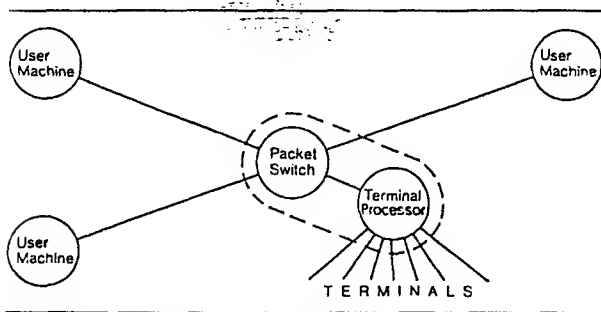 User
Machine
User
Machine
Packet
Switch
Terminal
Processor
User
Machine
TERMINALS